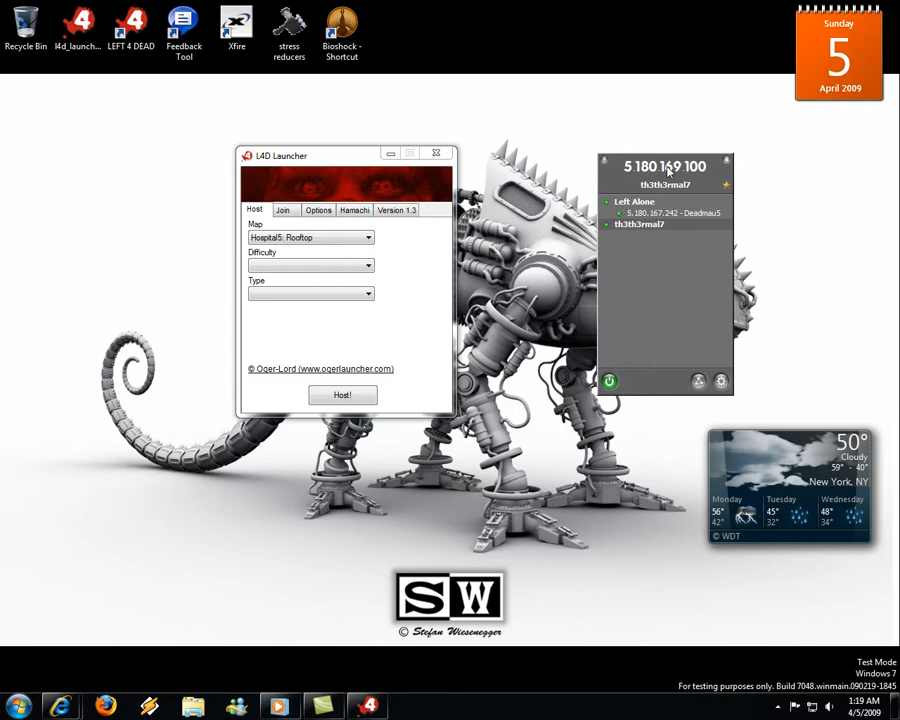 Recycle Bin
l4d_launch...
LEFT 4 DEAD
Feedback Tool
Xfire
stress reducers
Bioshock - Shortcut
Sunday
5
April 2009
L4D Launcher
Host
Join
Options
Hamachi
Version 1.3
Map
Hospital5: Rooftop
Difficulty
Type
© Oger-Lord (www.ogerlauncher.com)
Host!
5.180.169.100
th3th3rmal7
Left Alone
5.180.167.242 - Deadmau5
th3th3rmal7
50°
Cloudy
59° - 40°
New York, NY
Monday
56°
42°
Tuesday
45°
32°
Wednesday
48°
34°
© WDT
SW
© Stefan Wiesenegger
Test Mode
Windows 7
For testing purposes only. Build 7048.winmain.090219-1845
1:19 AM
4/5/2009